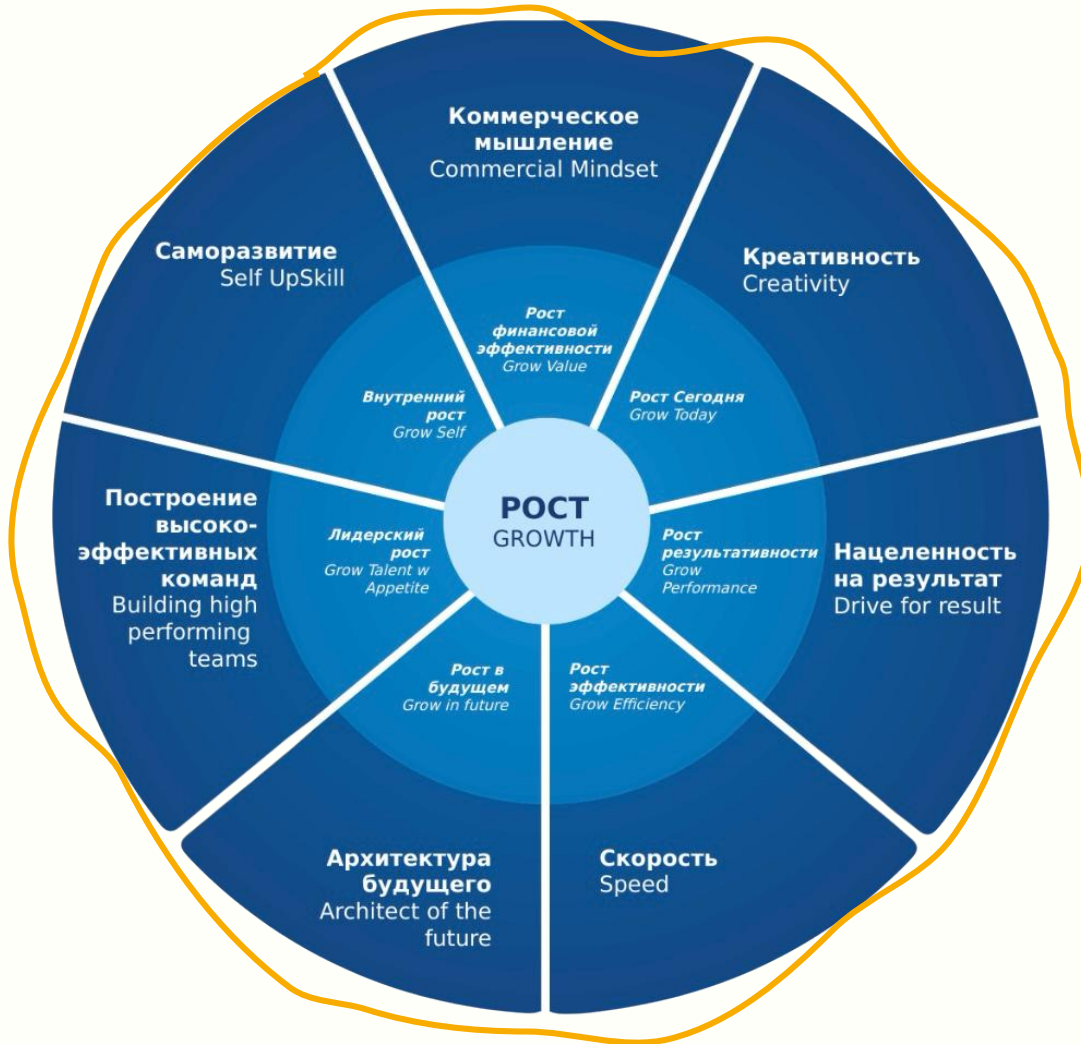 Коммерческое
мышление
Commercial Mindset
Креативность
Creativity
Нацеленность
на результат
Drive for result
Скорость
Speed
Архитектура
будущего
Architect of the
future
Построение
высоко-
эффективных
команд
Building high
performing
teams
Саморазвитие
Self UpSkill
Рост
финансовой
эффективности
Grow Value
Рост Сегодня
Grow Today
Рост
результативности
Grow
Performance
Рост
эффективности
Grow Efficiency
Рост в
будущем
Grow in future
Лидерский
рост
Grow Talent w
Appetite
Внутренний
рост
Grow Self
РОСТ
GROWTH